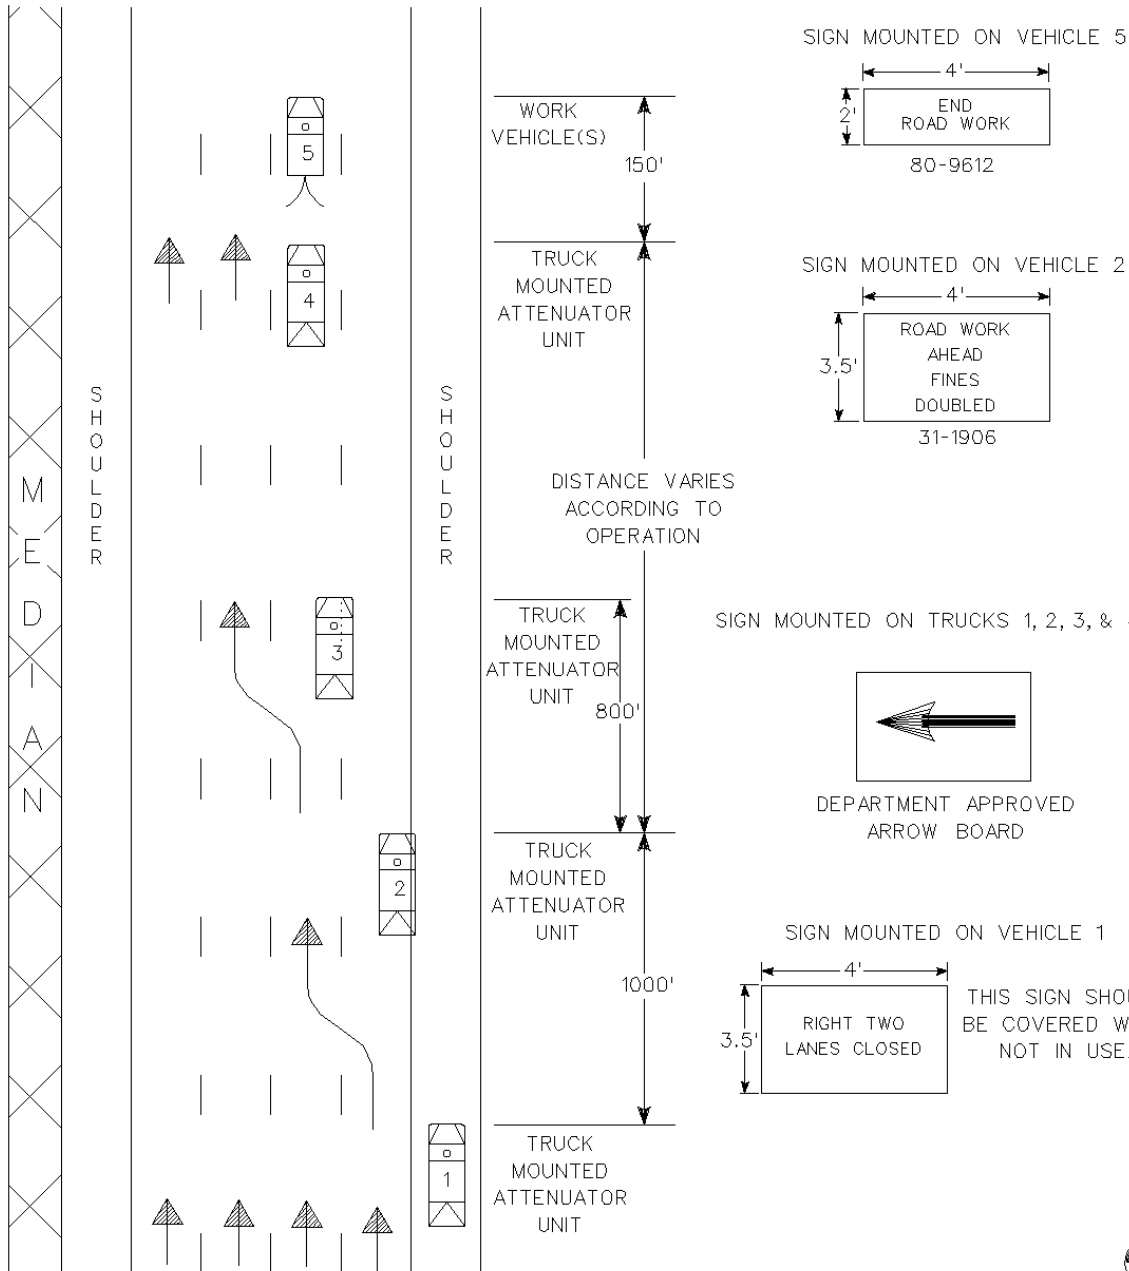 SIGN MOUNTED ON VEHICLE 5
4'
2'
END
ROAD WORK
80-9612
WORK
VEHICLE(S)
150'
5
TRUCK
MOUNTED
ATTENUATOR
UNIT
4
SIGN MOUNTED ON VEHICLE 2
4'
3.5'
ROAD WORK
AHEAD
FINES
DOUBLED
31-1906
SHOULDER
SHOULDER
MEDIAN
DISTANCE VARIES
ACCORDING TO
OPERATION
TRUCK
MOUNTED
ATTENUATOR
UNIT
800'
3
SIGN MOUNTED ON TRUCKS 1, 2, 3, &
DEPARTMENT APPROVED
ARROW BOARD
TRUCK
MOUNTED
ATTENUATOR
UNIT
2
1000'
SIGN MOUNTED ON VEHICLE 1
4'
3.5'
RIGHT TWO
LANES CLOSED
THIS SIGN
BE COVERED
NOT IN USE.
TRUCK
MOUNTED
ATTENUATOR
UNIT
1